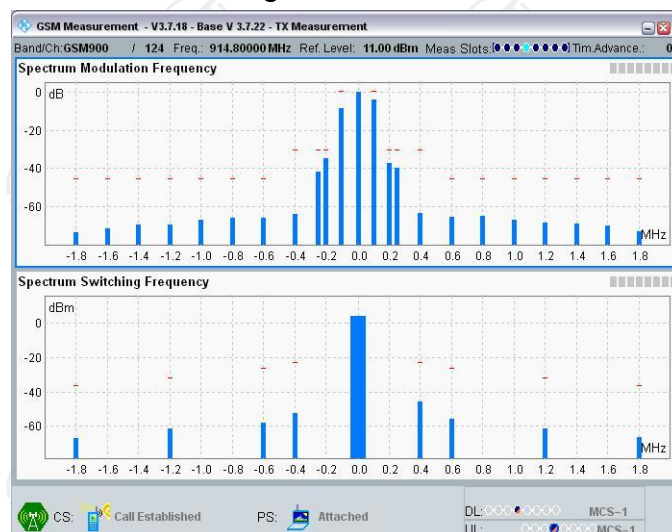 GSM Measurement - V3.7.18 - Base V 3.7.22 - TX Measurement
Band/Ch:GSM900 / 124 Freq.: 914.80000 MHz Ref. Level: 11.00 dBm Meas Slots: Tim.Advance.: 0
Spectrum Modulation Frequency
dB
0
-20
-40
-60
MHz
-1.8 -1.6 -1.4 -1.2 -1.0 -0.8 -0.6 -0.4 -0.2 0.0 0.2 0.4 0.6 0.8 1.0 1.2 1.4 1.6 1.8
Spectrum Switching Frequency
dBm
0
-20
-40
-60
MHz
-1.8 -1.6 -1.4 -1.2 -1.0 -0.8 -0.6 -0.4 -0.2 0.0 0.2 0.4 0.6 0.8 1.0 1.2 1.4 1.6 1.8
CS: Call Established PS: Attached DL: MCS-1
UL: MCS-1